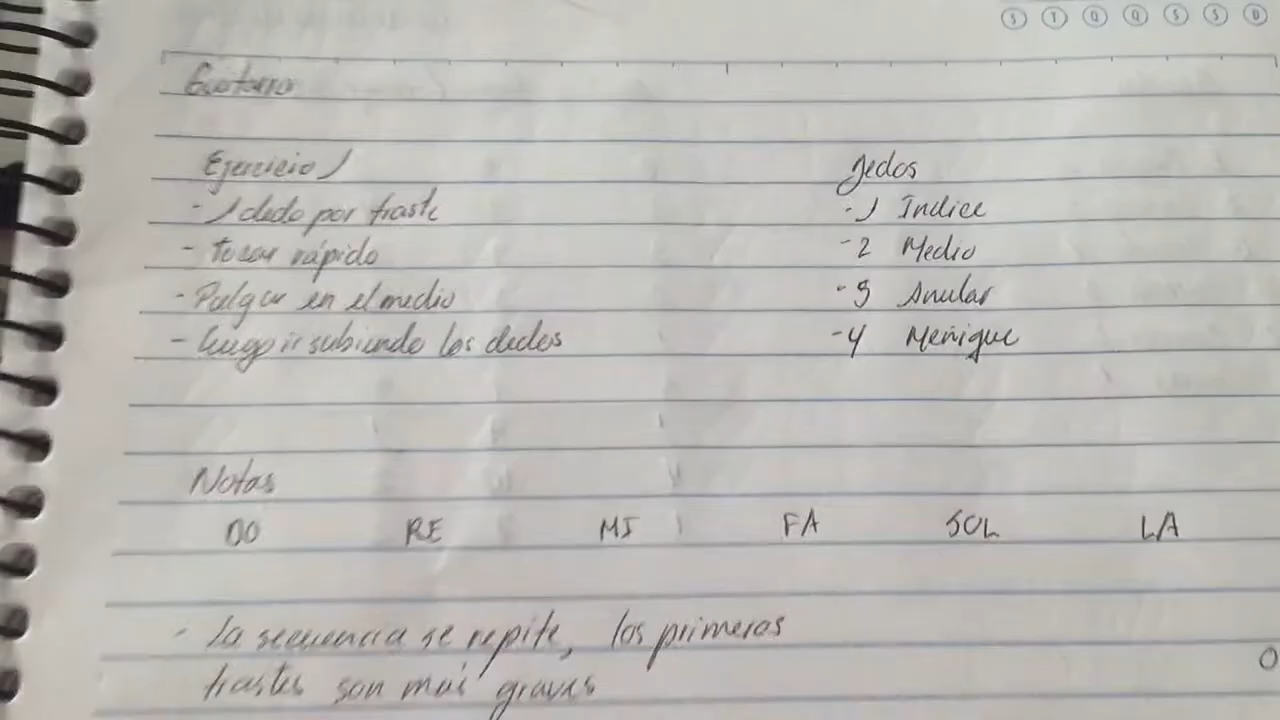 S T Q Q S S D
Guitarra
Ejercicio 1
- 1 dedo por traste
- tocar rápido
- Pulgar en el medio
- luego ir subiendo los dedos
Dedos
- 1 Indice
- 2 Medio
- 3 Anular
- 4 Meñique
Notas
DO RE MI FA SOL LA
- La secuencia se repite, los primeros
trastes son más graves